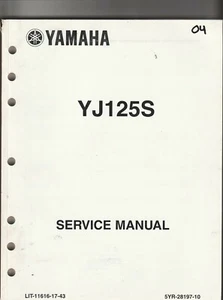 YAMAHA
04
YJ125S
SERVICE MANUAL
LIT-11616-17-43 5YR-28197-10